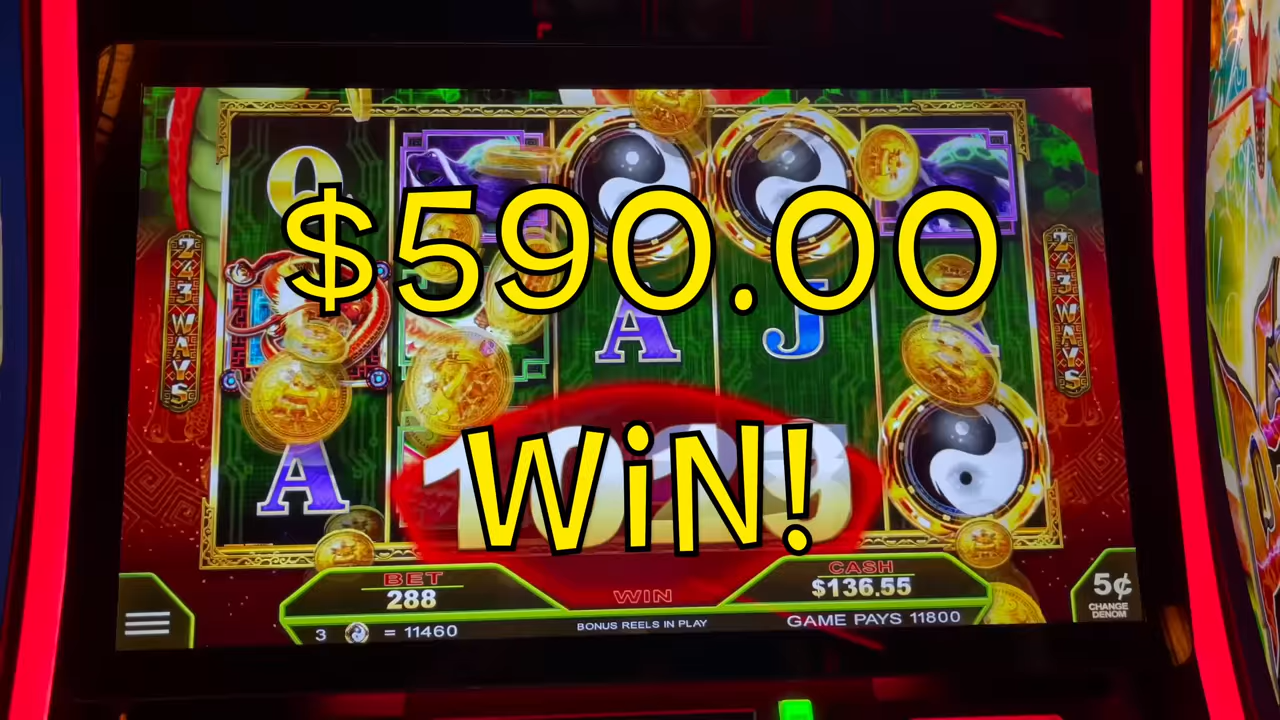 Q
$590.00
243 WAYS
243 WAYS
A
J
A
WiN!
BET
288
WIN
CASH
$136.55
5¢
CHANGE
DENOM
3 = 11460
BONUS REELS IN PLAY
GAME PAYS 11800